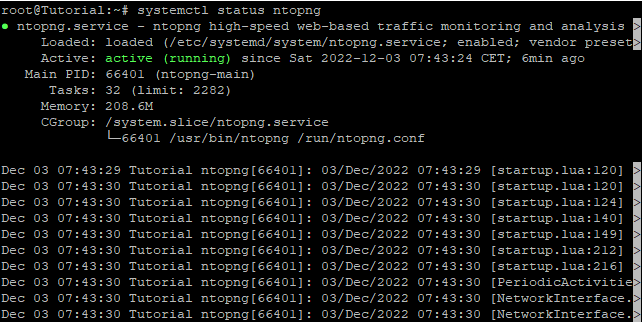 root@Tutorial:~# systemctl status ntopng
● ntopng.service - ntopng high-speed web-based traffic monitoring and analysis >
Loaded: loaded (/etc/systemd/system/ntopng.service; enabled; vendor preset>
Active: active (running) since Sat 2022-12-03 07:43:24 CET; 6min ago
Main PID: 66401 (ntopng-main)
Tasks: 32 (limit: 2282)
Memory: 208.6M
CGroup: /system.slice/ntopng.service
└─66401 /usr/bin/ntopng /run/ntopng.conf
Dec 03 07:43:29 Tutorial ntopng[66401]: 03/Dec/2022 07:43:29 [startup.lua:120] >
Dec 03 07:43:30 Tutorial ntopng[66401]: 03/Dec/2022 07:43:30 [startup.lua:120] >
Dec 03 07:43:30 Tutorial ntopng[66401]: 03/Dec/2022 07:43:30 [startup.lua:124] >
Dec 03 07:43:30 Tutorial ntopng[66401]: 03/Dec/2022 07:43:30 [startup.lua:140] >
Dec 03 07:43:30 Tutorial ntopng[66401]: 03/Dec/2022 07:43:30 [startup.lua:149] >
Dec 03 07:43:30 Tutorial ntopng[66401]: 03/Dec/2022 07:43:30 [startup.lua:212] >
Dec 03 07:43:30 Tutorial ntopng[66401]: 03/Dec/2022 07:43:30 [startup.lua:216] >
Dec 03 07:43:30 Tutorial ntopng[66401]: 03/Dec/2022 07:43:30 [PeriodicActivitie>
Dec 03 07:43:30 Tutorial ntopng[66401]: 03/Dec/2022 07:43:30 [NetworkInterface.>
Dec 03 07:43:30 Tutorial ntopng[66401]: 03/Dec/2022 07:43:30 [NetworkInterface.>